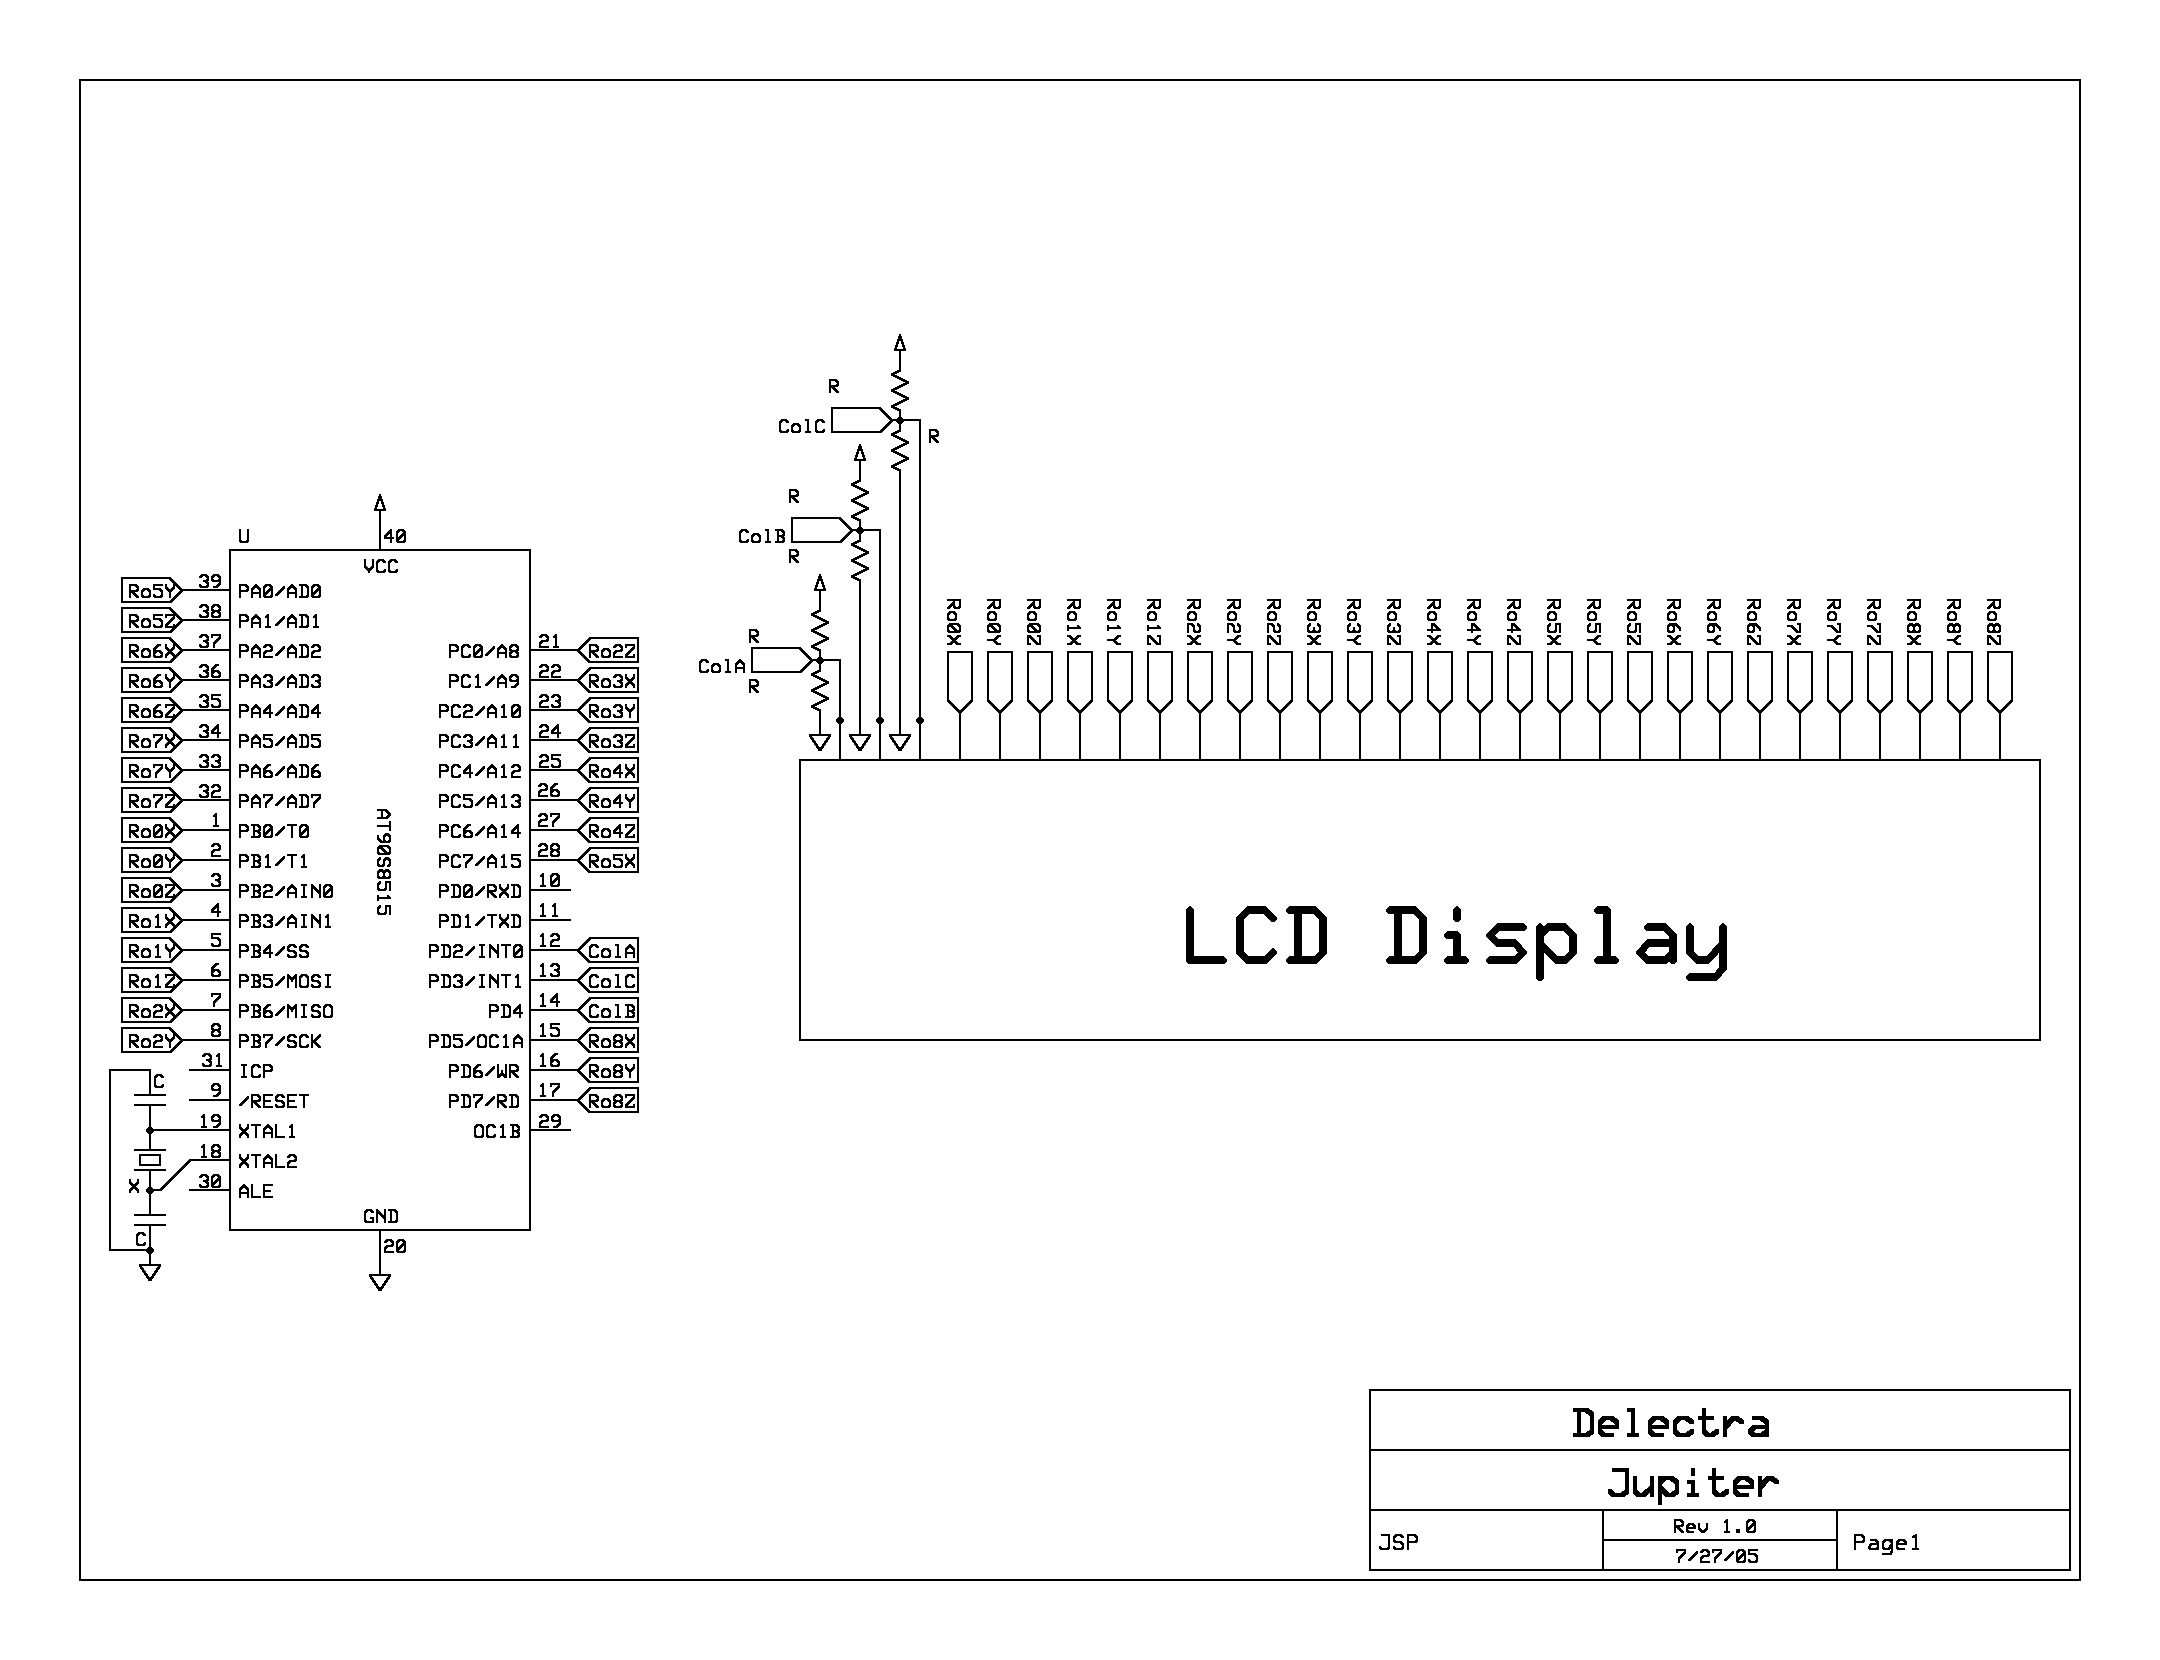 R
ColC
R
R
ColB
R
R
ColA
R
U
40
VCC
Ro5Y 39 PA0/AD0
Ro5Z 38 PA1/AD1
Ro6X 37 PA2/AD2 PC0/A8 21 Ro2Z
Ro6Y 36 PA3/AD3 PC1/A9 22 Ro3X
Ro6Z 35 PA4/AD4 PC2/A10 23 Ro3Y
Ro7X 34 PA5/AD5 PC3/A11 24 Ro3Z
Ro7Y 33 PA6/AD6 PC4/A12 25 Ro4X
Ro7Z 32 PA7/AD7 PC5/A13 26 Ro4Y
Ro0X 1 PB0/T0 PC6/A14 27 Ro4Z
Ro0Y 2 PB1/T1 PC7/A15 28 Ro5X
Ro0Z 3 PB2/AIN0 PD0/RXD 10
Ro1X 4 PB3/AIN1 PD1/TXD 11
Ro1Y 5 PB4/SS PD2/INT0 12 ColA
Ro1Z 6 PB5/MOSI PD3/INT1 13 ColC
Ro2X 7 PB6/MISO PD4 14 ColB
Ro2Y 8 PB7/SCK PD5/OC1A 15 Ro8X
31 ICP PD6/WR 16 Ro8Y
C
9 /RESET PD7/RD 17 Ro8Z
19 XTAL1 OC1B 29
18 XTAL2
X
30 ALE
C
GND
20
AT90S8515
Ro0X
Ro0Y
Ro0Z
Ro1X
Ro1Y
Ro1Z
Ro2X
Ro2Y
Ro2Z
Ro3X
Ro3Y
Ro3Z
Ro4X
Ro4Y
Ro4Z
Ro5X
Ro5Y
Ro5Z
Ro6X
Ro6Y
Ro6Z
Ro7X
Ro7Y
Ro7Z
Ro8X
Ro8Y
Ro8Z
LCD Display
Delectra
Jupiter
JSP
Rev 1.0
7/27/05
Page1